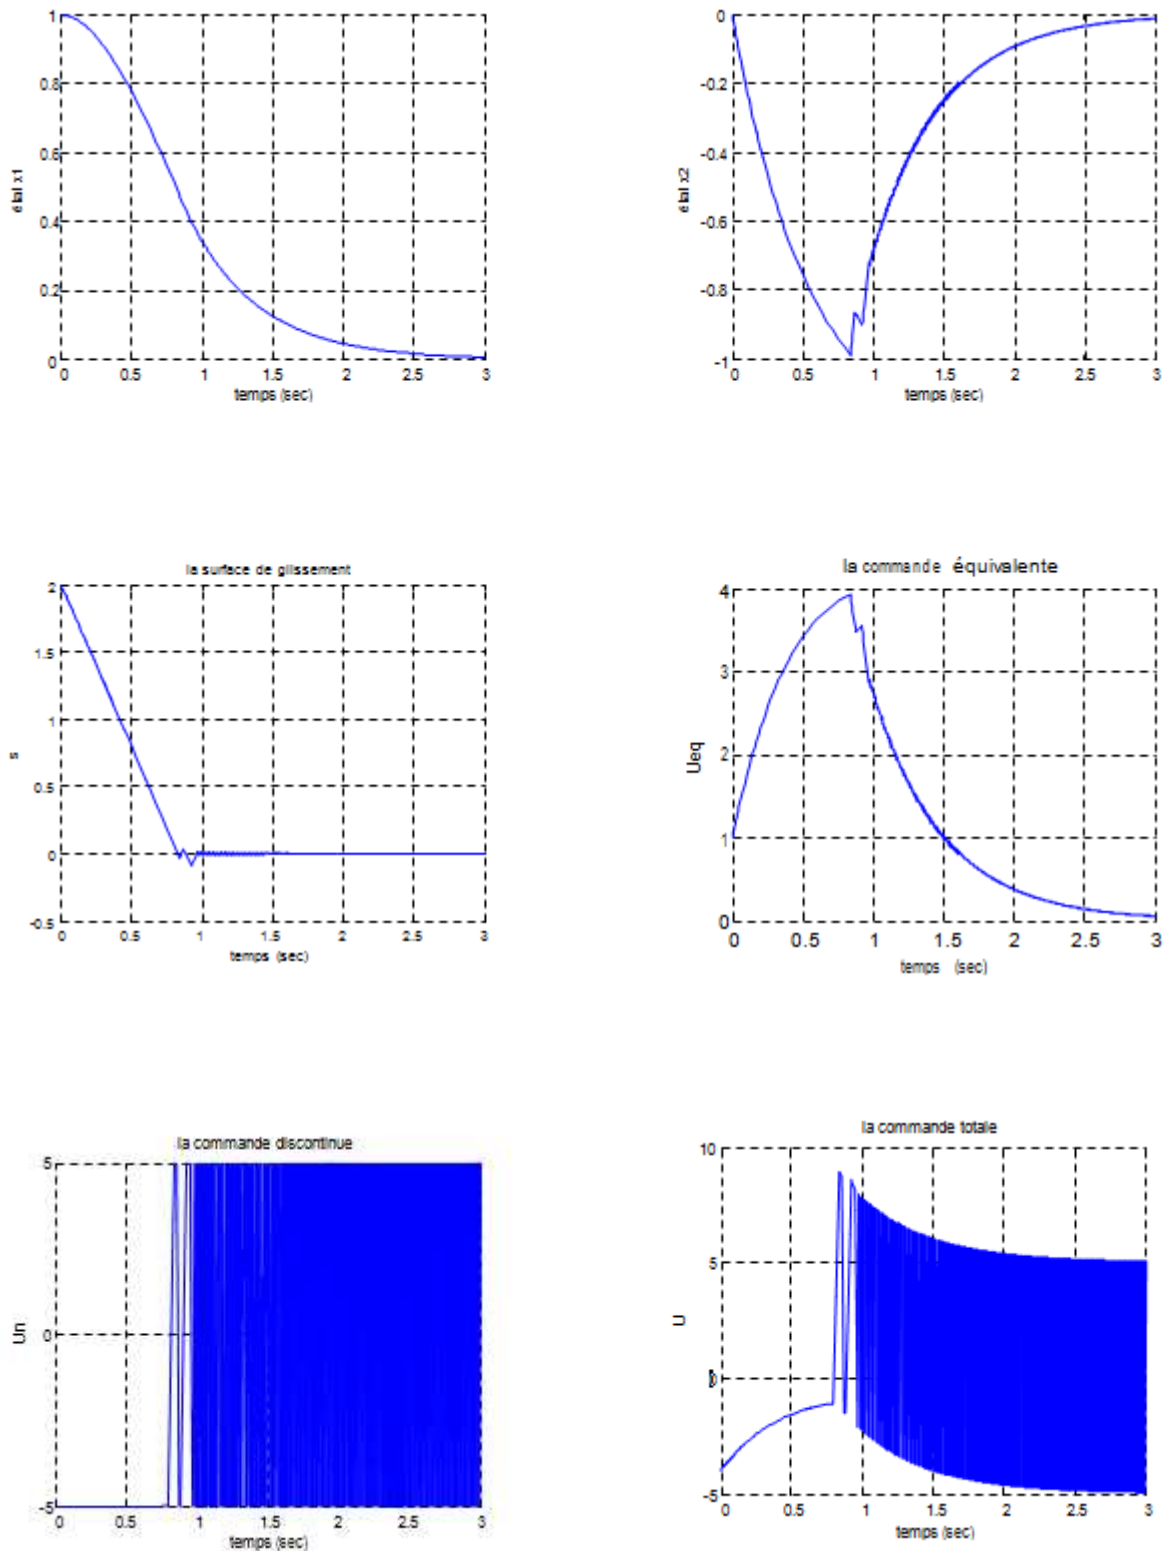 1
0.8
0.6
0.4
0.2
0
0 0.5 1 1.5 2 2.5 3
état x1
temps (sec)
0
-0.2
-0.4
-0.6
-0.8
-1
0 0.5 1 1.5 2 2.5 3
état x2
temps (sec)
la surface de glissement
2
1.5
1
0.5
0
-0.5
0 0.5 1 1.5 2 2.5 3
s
temps (sec)
la commande équivalente
4
3
2
1
0
0 0.5 1 1.5 2 2.5 3
Ueq
temps (sec)
la commande discontinue
5
0
-5
0 0.5 1 1.5 2 2.5 3
Un
temps (sec)
la commande totale
10
5
0
-5
0 0.5 1 1.5 2 2.5 3
U
temps (sec)